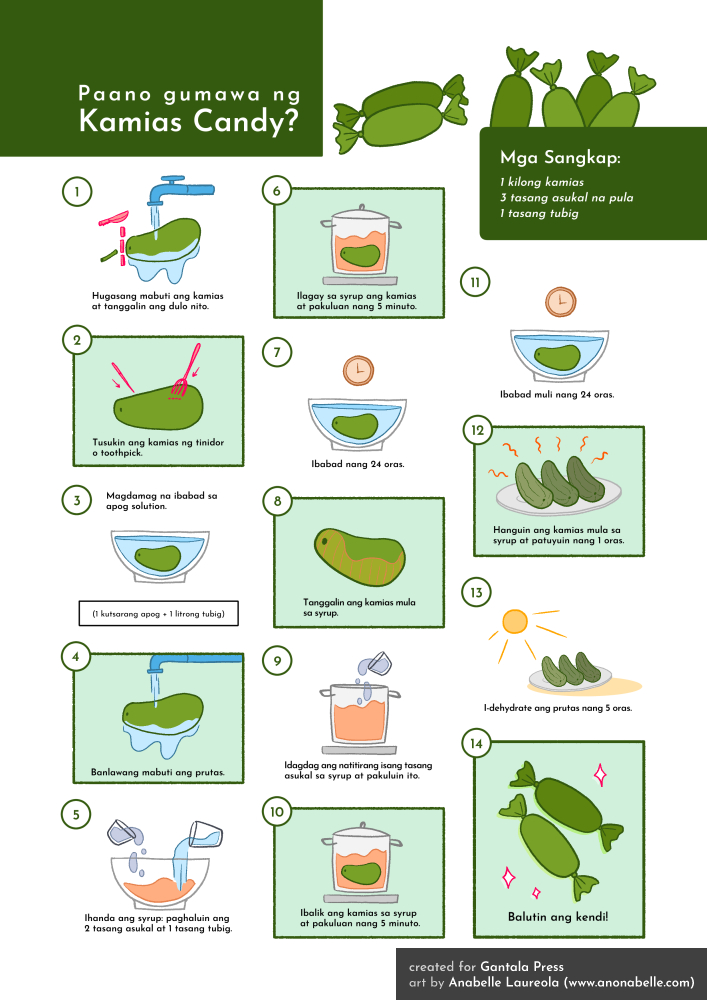 Paano gumawa ng
Kamias Candy?
Mga Sangkap:
1 kilong kamias
3 tasang asukal na pula
1 tasang tubig
1
Hugasang mabuti ang kamias
at tanggalin ang dulo nito.
2
Tusukin ang kamias ng tinidor
o toothpick.
3
Magdamag na ibabad sa
apog solution.
(1 kutsarang apog + 1 litrong tubig)
4
Banlawang mabuti ang prutas.
5
Ihanda ang syrup: paghaluin ang
2 tasang asukal at 1 tasang tubig.
6
Ilagay sa syrup ang kamias
at pakuluan nang 5 minuto.
7
Ibabad nang 24 oras.
8
Tanggalin ang kamias mula
sa syrup.
9
Idagdag ang natitirang isang tasang
asukal sa syrup at pakuluin ito.
10
Ibalik ang kamias sa syrup
at pakuluan nang 5 minuto.
11
Ibabad muli nang 24 oras.
12
Hanguin ang kamias mula sa
syrup at patuyuin nang 1 oras.
13
I-dehydrate ang prutas nang 5 oras.
14
Balutin ang kendi!
created for Gantala Press
art by Anabelle Laureola (www.anonabelle.com)